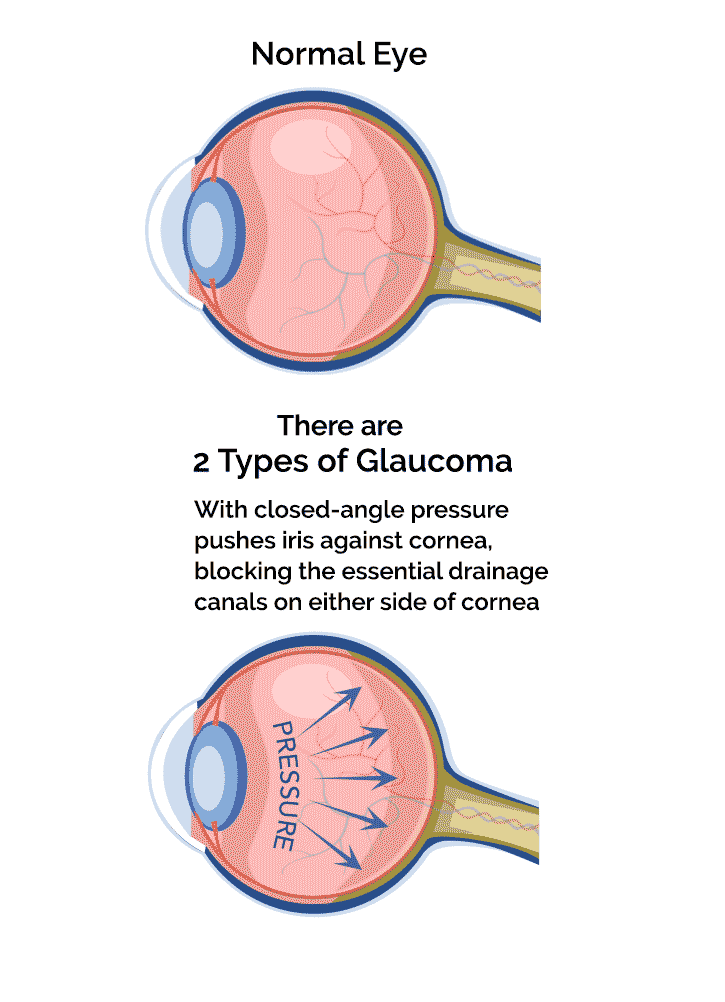 Normal Eye
There are
2 Types of Glaucoma
With closed-angle pressure
pushes iris against cornea,
blocking the essential drainage
canals on either side of cornea
PRESSURE